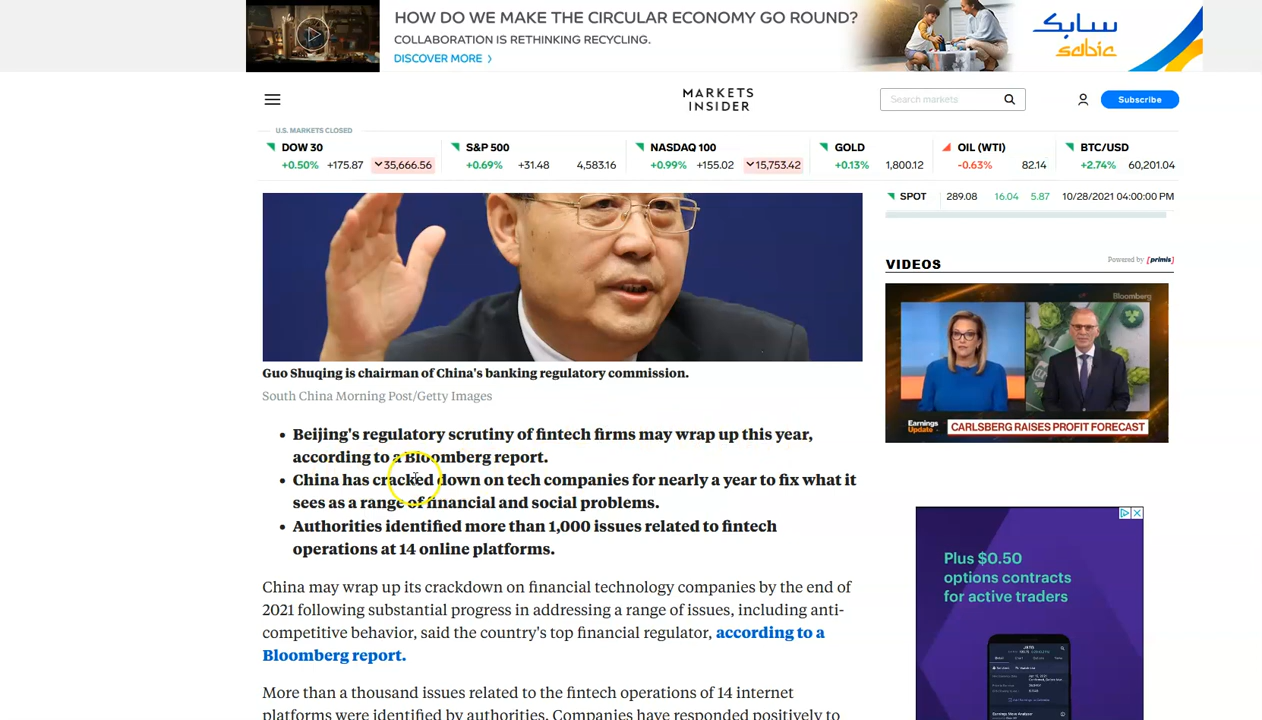 HOW DO WE MAKE THE CIRCULAR ECONOMY GO ROUND?
COLLABORATION IS RETHINKING RECYCLING.
DISCOVER MORE ❯
سابك
sabic
MARKETS
INSIDER
Search markets
Subscribe
U.S. MARKETS CLOSED
DOW 30
+0.50% +175.87 35,666.56
S&P 500
+0.69% +31.48 4,583.16
NASDAQ 100
+0.99% +155.02 15,753.42
GOLD
+0.13% 1,800.12
OIL (WTI)
-0.63% 82.14
BTC/USD
+2.74% 60,201.04
SPOT 289.08 16.04 5.87 10/28/2021 04:00:00 PM
VIDEOS
Powered by [primis]
Bloomberg
Earnings
Update
CARLSBERG RAISES PROFIT FORECAST
Guo Shuqing is chairman of China's banking regulatory commission.
South China Morning Post/Getty Images
• Beijing's regulatory scrutiny of fintech firms may wrap up this year,
according to a Bloomberg report.
• China has cracked down on tech companies for nearly a year to fix what it
sees as a range of financial and social problems.
• Authorities identified more than 1,000 issues related to fintech
operations at 14 online platforms.
China may wrap up its crackdown on financial technology companies by the end of
2021 following substantial progress in addressing a range of issues, including anti-
competitive behavior, said the country's top financial regulator, according to a
Bloomberg report.
More than a thousand issues related to the fintech operations of 14 internet
platforms were identified by authorities. Companies have responded positively to
Plus $0.50
options contracts
for active traders